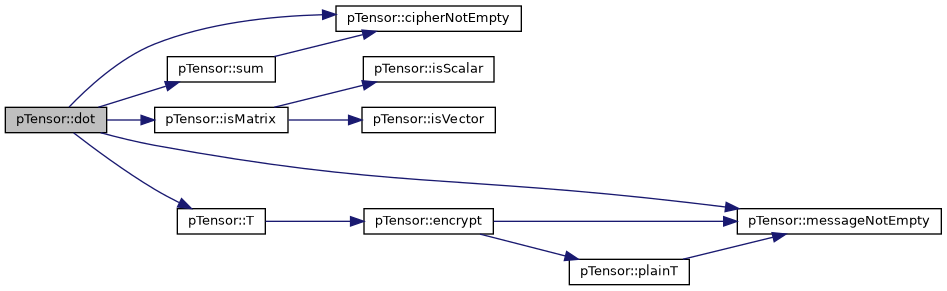 pTensor::dot
pTensor::cipherNotEmpty
pTensor::sum
pTensor::isMatrix
pTensor::isScalar
pTensor::isVector
pTensor::T
pTensor::encrypt
pTensor::messageNotEmpty
pTensor::plainT